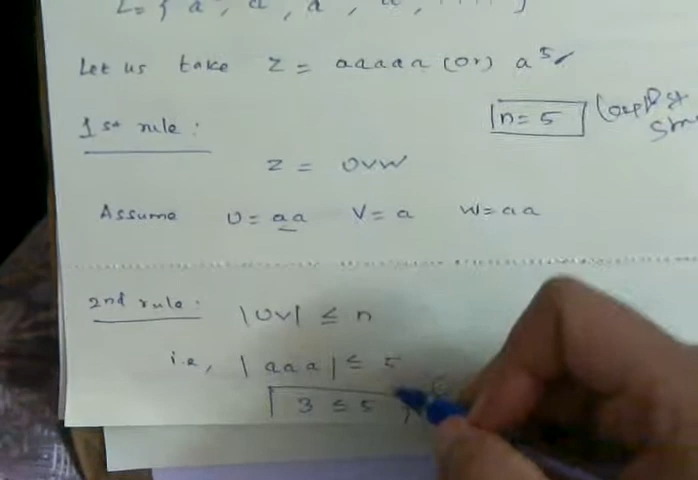 L= { a , a , a , a , .... }
Let us take Z = aaaaa (or) a⁵
n= 5
1st rule:
Z = UVW
Assume U= aa V= a W= aa
2nd rule: |UV| ≤ n
i.e, | aaa | ≤ 5
3 ≤ 5